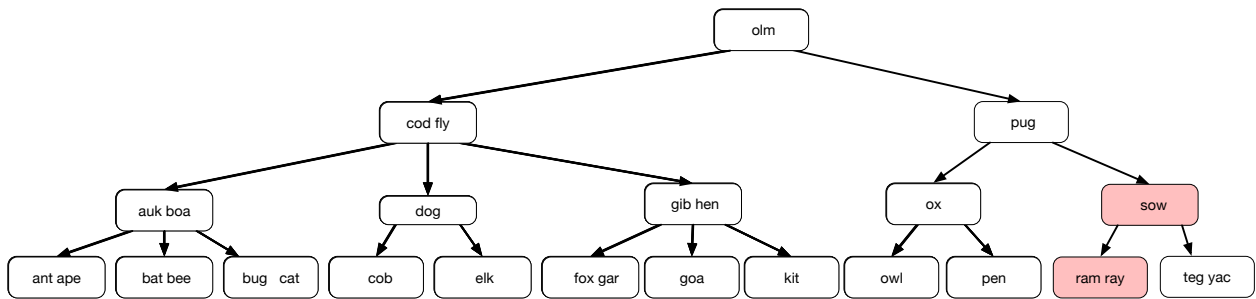 olm
cod fly
pug
auk boa
dog
gib hen
ox
sow
ant ape
bat bee
bug cat
cob
elk
fox gar
goa
kit
owl
pen
ram ray
teg yac